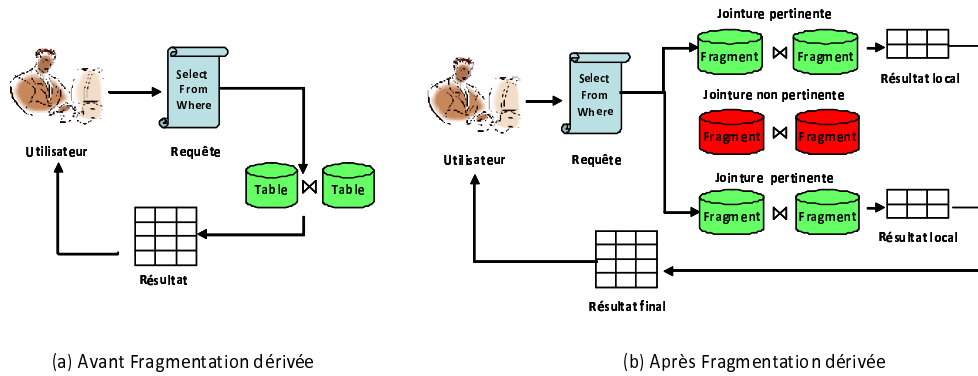 Select
From
Where
Utilisateur
Requête
Table
Table
Résultat
(a) Avant Fragmentation dérivée
Jointure pertinente
Fragment
Fragment
Résultat local
Select
From
Where
Jointure non pertinente
Fragment
Fragment
Utilisateur
Requête
Jointure pertinente
Fragment
Fragment
Résultat local
Résultat final
(b) Après Fragmentation dérivée